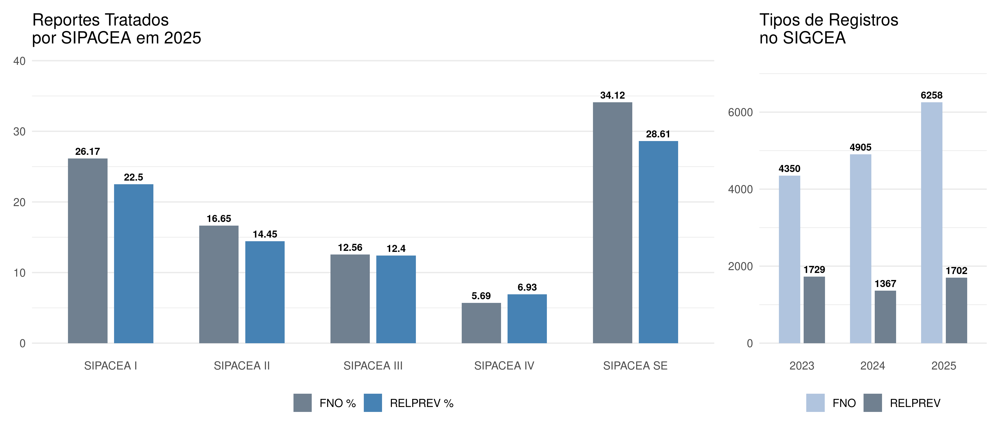 Reportes Tratados
por SIPACEA em 2025
40
30
20
10
0
26.17
22.5
16.65
14.45
12.56
12.4
5.69
6.93
34.12
28.61
SIPACEA I
SIPACEA II
SIPACEA III
SIPACEA IV
SIPACEA SE
FNO %
RELPREV %
Tipos de Registros
no SIGCEA
6000
4000
2000
0
4350
1729
4905
1367
6258
1702
2023
2024
2025
FNO
RELPREV